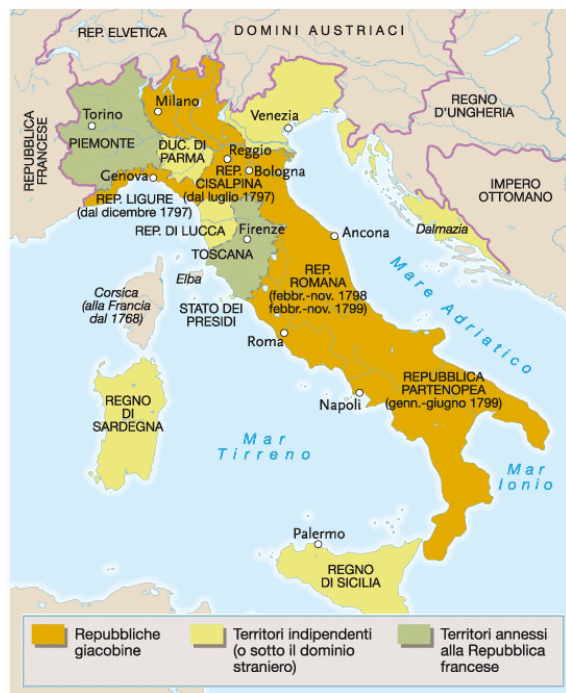 REP. ELVETICA
DOMINI AUSTRIACI
REPUBBLICA
FRANCESE
Torino
PIEMONTE
Milano
Venezia
REGNO
D'UNGHERIA
DUC. DI
PARMA
Reggio
REP.
CISALPINA
(dal luglio 1797)
Bologna
Genova
REP. LIGURE
(dal dicembre 1797)
IMPERO
OTTOMANO
REP. DI LUCCA
Firenze
TOSCANA
Ancona
Dalmazia
Mare Adriatico
Corsica
(alla Francia
dal 1768)
Elba
STATO DEI
PRESIDI
REP.
ROMANA
(febbr.-nov. 1798
febbr.-nov. 1799)
Roma
REGNO
DI
SARDEGNA
Napoli
REPUBBLICA
PARTENOPEA
(genn.-giugno 1799)
Mar
Tirreno
Mar
Ionio
Palermo
REGNO
DI SICILIA
Repubbliche
giacobine
Territori indipendenti
(o sotto il dominio
straniero)
Territori annessi
alla Repubblica
francese